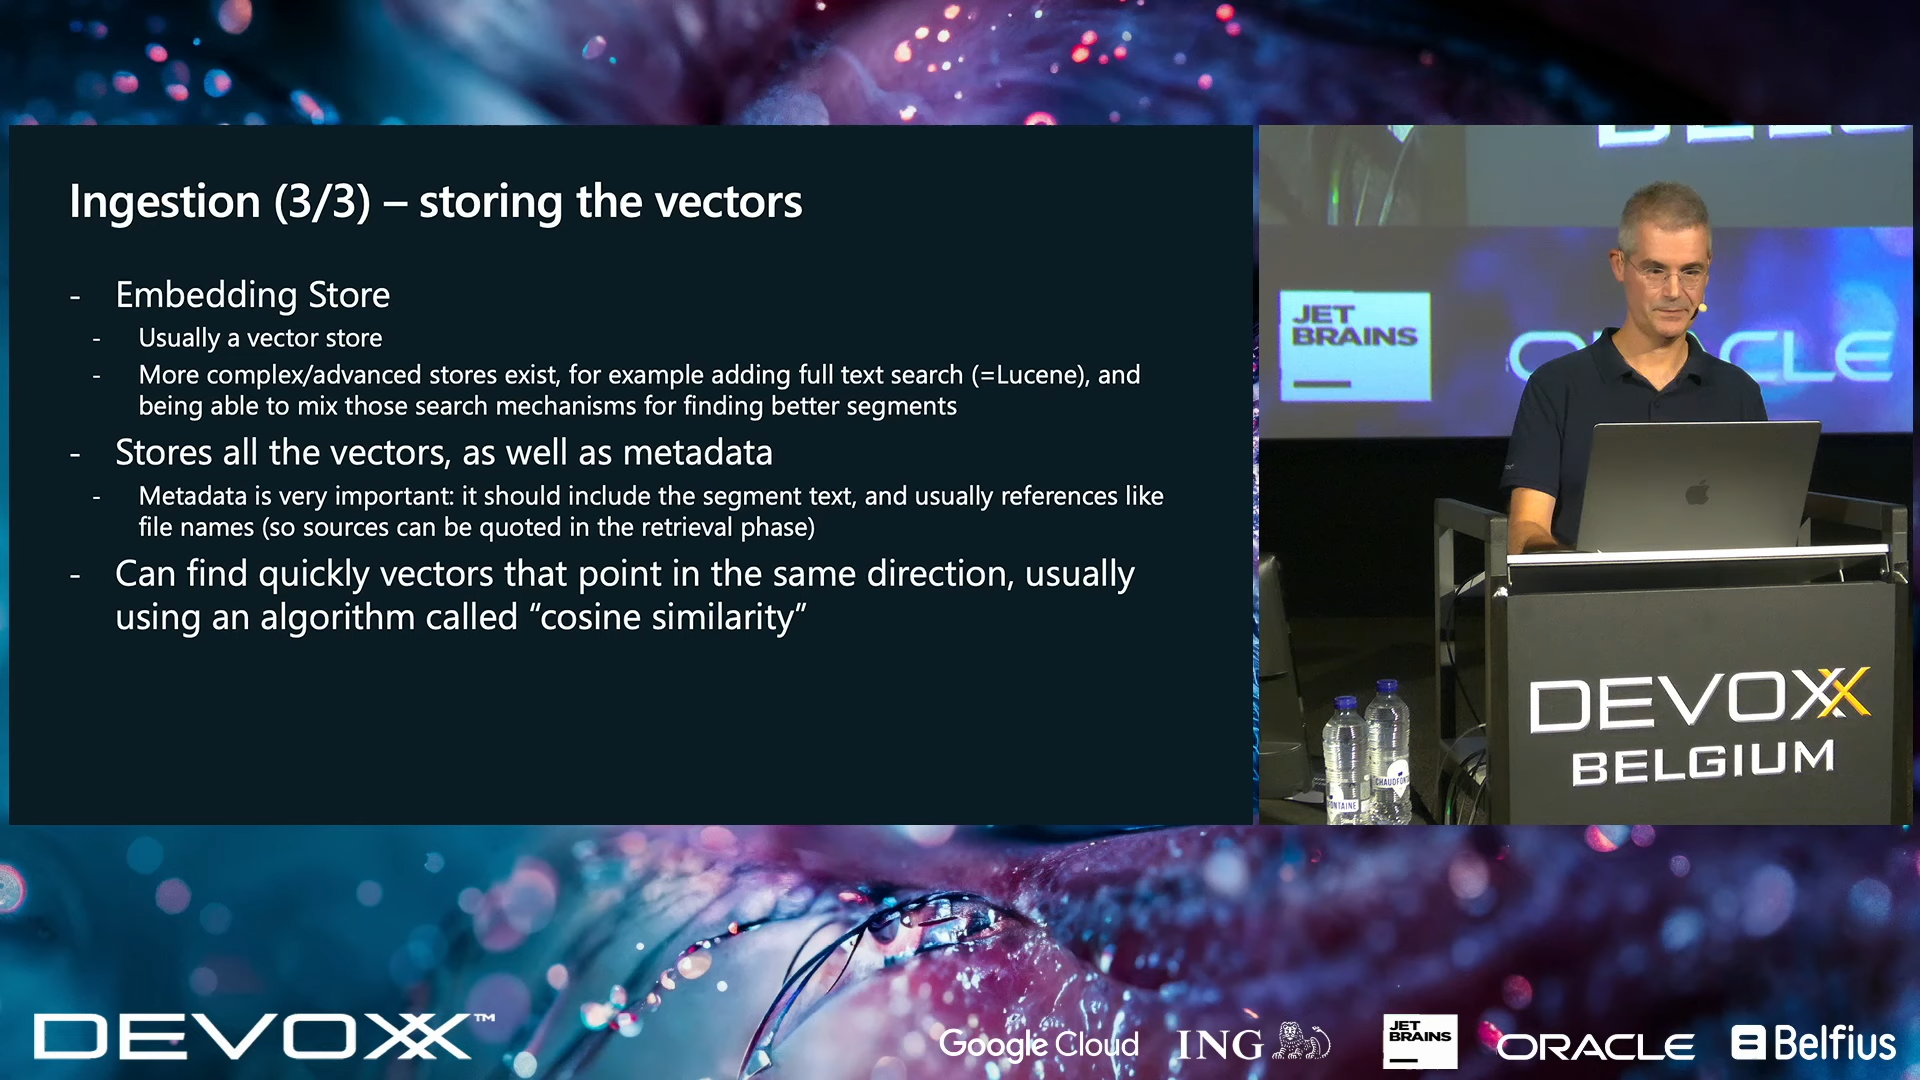 Ingestion (3/3) – storing the vectors
- Embedding Store
- Usually a vector store
- More complex/advanced stores exist, for example adding full text search (=Lucene), and
being able to mix those search mechanisms for finding better segments
- Stores all the vectors, as well as metadata
- Metadata is very important: it should include the segment text, and usually references like
file names (so sources can be quoted in the retrieval phase)
- Can find quickly vectors that point in the same direction, usually
using an algorithm called “cosine similarity”
JET
BRAINS
DEVOXX
BELGIUM
DEVOXX™
Google Cloud
ING
JET
BRAINS
ORACLE
Belfius